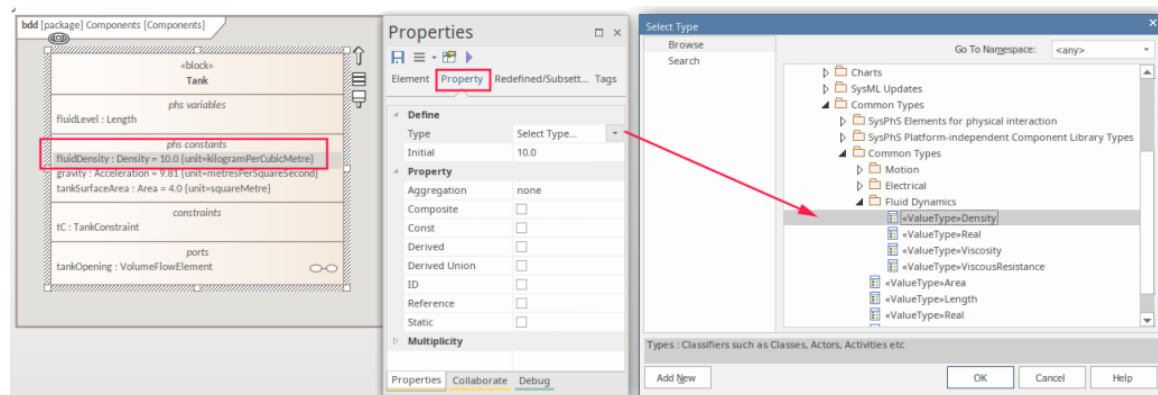 bdd [package] Components [Components]
«block»
Tank
phs variables
fluidLevel : Length
phs constants
fluidDensity : Density = 10.0 {unit=kilogramPerCubicMetre}
gravity : Acceleration = 9.81 {unit=metresPerSquareSecond}
tankSurfaceArea : Area = 4.0 {unit=squareMetre}
constraints
tC : TankConstraint
ports
tankOpening : VolumeFlowElement
Properties
Element Property Redefined/Subsett... Tags
Define
Type Select Type...
Initial 10.0
Property
Aggregation none
Composite
Const
Derived
Derived Union
ID
Reference
Static
Multiplicity
Properties Collaborate Debug
Select Type
Browse
Search
Go To Namespace: <any>
Charts
SysML Updates
Common Types
SysPhS Elements for physical interaction
SysPhS Platform-independent Component Library Types
Common Types
Motion
Electrical
Fluid Dynamics
«ValueType»Density
«ValueType»Real
«ValueType»Viscosity
«ValueType»ViscousResistance
«ValueType»Area
«ValueType»Length
«ValueType»Real
Types : Classifiers such as Classes, Actors, Activities etc
Add New OK Cancel Help